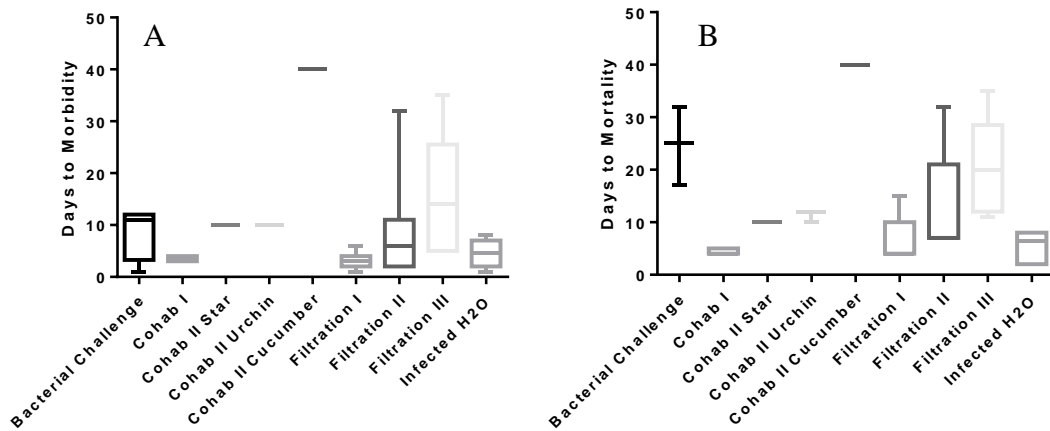 A
50
40
30
20
10
0
Days to Morbidity
Bacterial Challenge
Cohab I
Cohab II Star
Cohab II Urchin
Cohab II Cucumber
Filtration I
Filtration II
Filtration III
Infected H2O
B
50
40
30
20
10
0
Days to Mortality
Bacterial Challenge
Cohab I
Cohab II Star
Cohab II Urchin
Cohab II Cucumber
Filtration I
Filtration II
Filtration III
Infected H2O